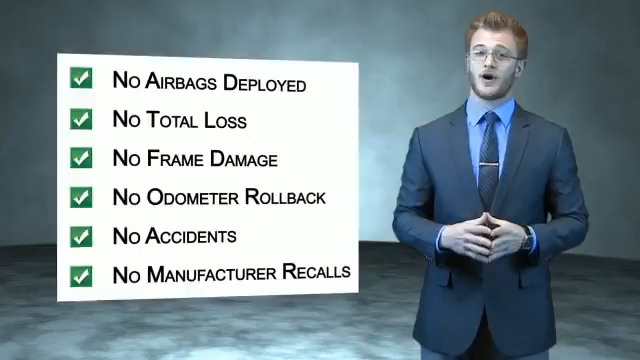 No Airbags Deployed
No Total Loss
No Frame Damage
No Odometer Rollback
No Accidents
No Manufacturer Recalls